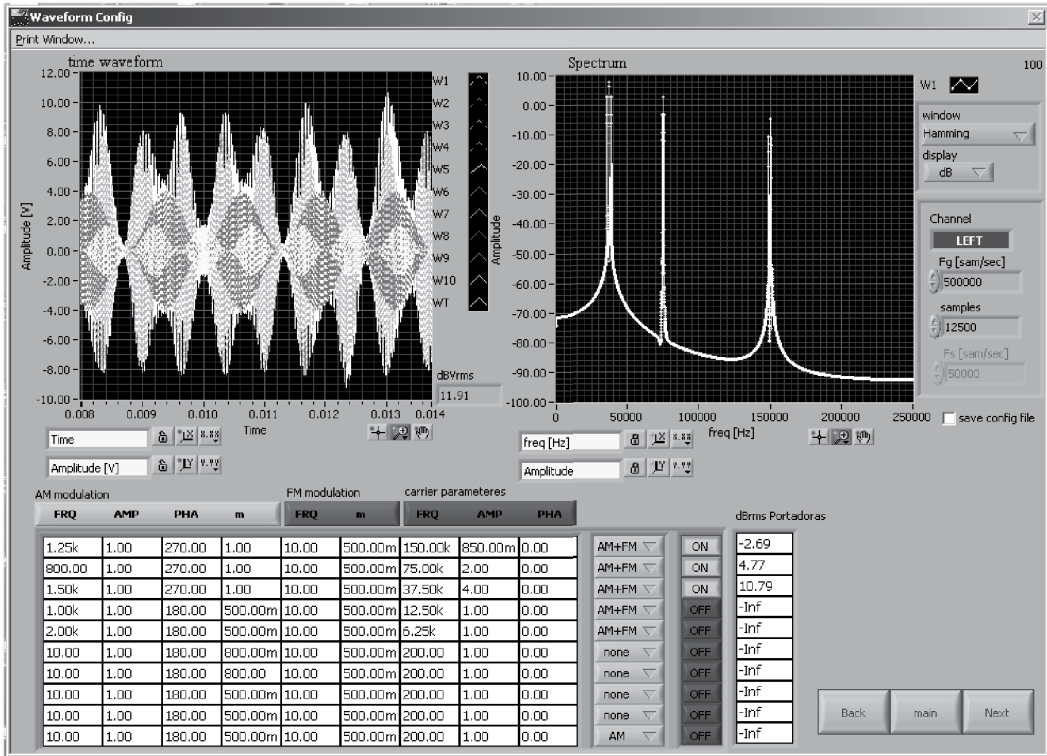 Waveform Config
Print Window...
time waveform
Spectrum
100
12.00
10.00
8.00
6.00
4.00
2.00
0.00
-2.00
-4.00
-6.00
-8.00
-10.00
Amplitude [V]
0.008 0.009 0.010 0.011 0.012 0.013 0.014
Time
W1
W2
W3
W4
W5
W6
W7
W8
W9
W10
WT
dBVrms
11.91
10.00
0.00
-10.00
-20.00
-30.00
-40.00
-50.00
-60.00
-70.00
-80.00
-90.00
-100.00
Amplitude
0 50000 100000 150000 200000 250000
freq [Hz]
W1
window
Hamming
display
dB
Channel
LEFT
Fg [sam/sec]
500000
samples
12500
Fs [sam/sec]
50000
save config file
Time
Amplitude [V]
freq [Hz]
Amplitude
AM modulation FM modulation carrier parameteres
FRQ AMP PHA m FRQ m FRQ AMP PHA
dBrms Portadoras
1.25k 1.00 270.00 1.00 10.00 500.00m 150.00k 850.00m 0.00 AM+FM ON -2.69
800.00 1.00 270.00 1.00 10.00 500.00m 75.00k 2.00 0.00 AM+FM ON 4.77
1.50k 1.00 270.00 1.00 10.00 500.00m 37.50k 4.00 0.00 AM+FM ON 10.79
1.00k 1.00 180.00 500.00m 10.00 500.00m 12.50k 1.00 0.00 AM+FM OFF -Inf
2.00k 1.00 180.00 500.00m 10.00 500.00m 6.25k 1.00 0.00 AM+FM OFF -Inf
10.00 1.00 180.00 800.00m 10.00 500.00m 200.00 1.00 0.00 none OFF -Inf
10.00 1.00 180.00 800.00 10.00 500.00m 200.00 1.00 0.00 none OFF -Inf
10.00 1.00 180.00 500.00m 10.00 500.00m 200.00 1.00 0.00 none OFF -Inf
10.00 1.00 180.00 500.00m 10.00 500.00m 200.00 1.00 0.00 none OFF -Inf
10.00 1.00 180.00 500.00m 10.00 500.00m 200.00 1.00 0.00 AM OFF -Inf
Back main Next